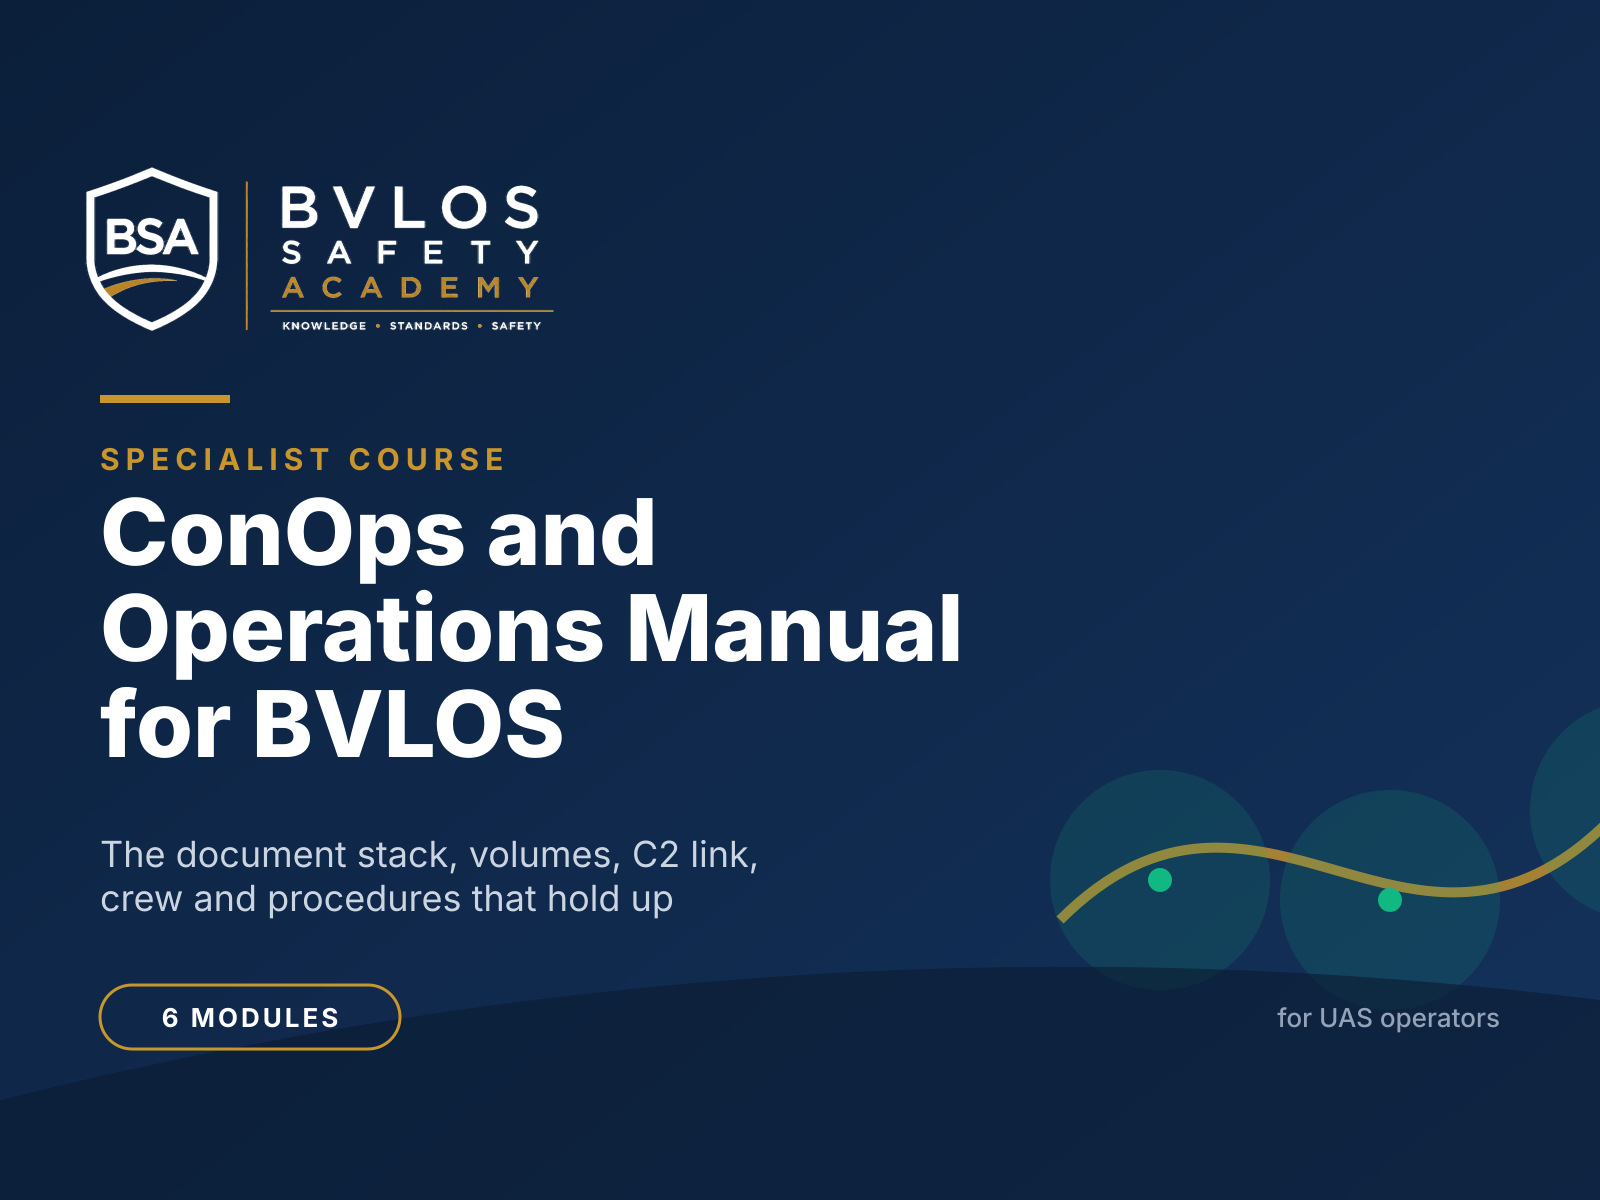 BSA
BVLOS
SAFETY
ACADEMY
KNOWLEDGE • STANDARDS • SAFETY
SPECIALIST COURSE
ConOps and
Operations Manual
for BVLOS
The document stack, volumes, C2 link,
crew and procedures that hold up
6 MODULES
for UAS operators